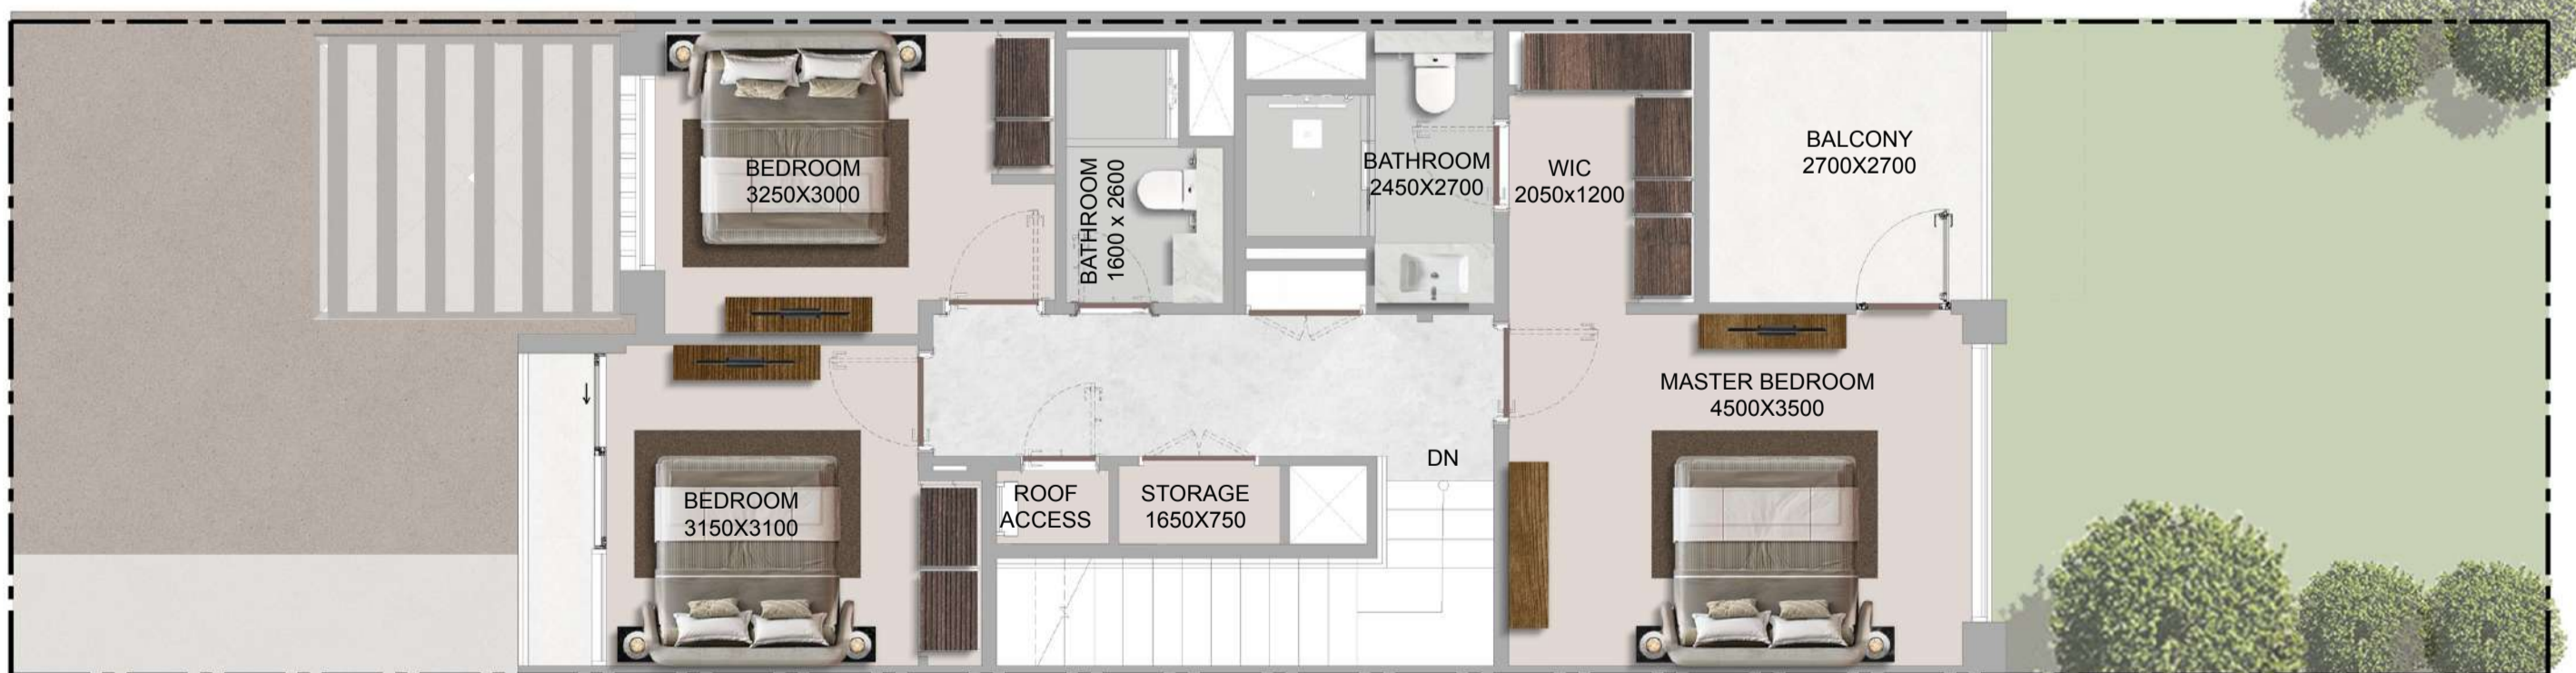 BEDROOM
3250X3000
BATHROOM
1600 x 2600
BATHROOM
2450X2700
WIC
2050x1200
BALCONY
2700X2700
MASTER BEDROOM
4500X3500
DN
BEDROOM
3150X3100
ROOF
ACCESS
STORAGE
1650X750